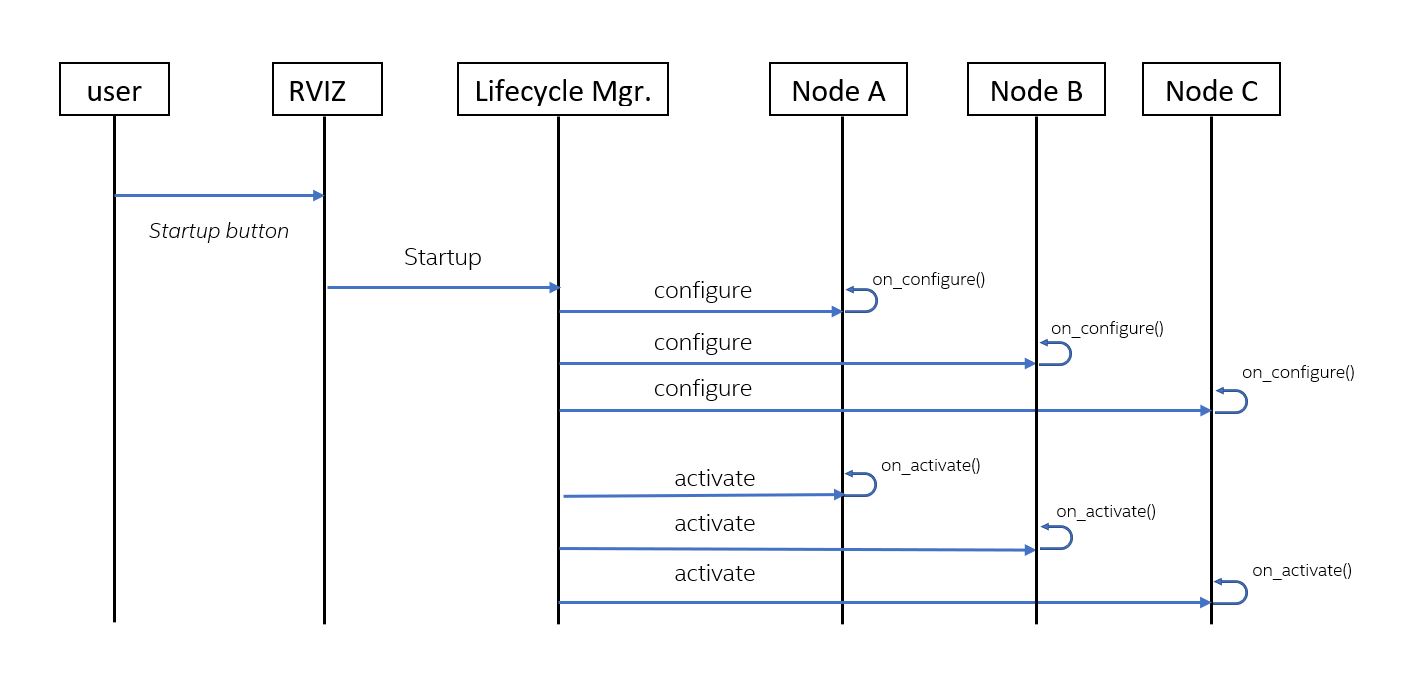 user
RVIZ
Lifecycle Mgr.
Node A
Node B
Node C
Startup button
Startup
configure
on_configure()
configure
on_configure()
configure
on_configure()
activate
on_activate()
activate
on_activate()
activate
on_activate()